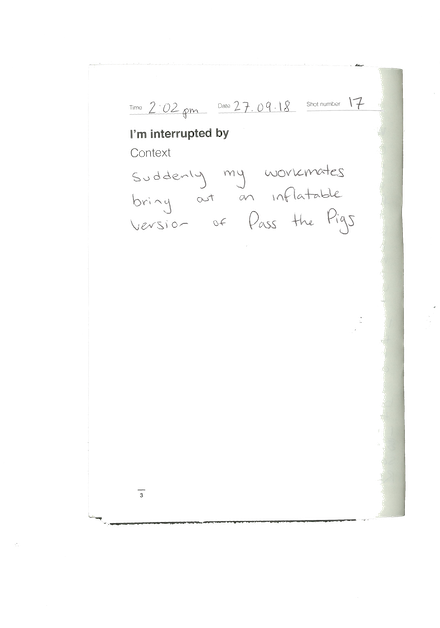 Time 2:02 pm Date 27.09.18 Shot number 17
I'm interrupted by
Context
Suddenly my workmates
bring out an inflatable
version of Pass the Pigs
3